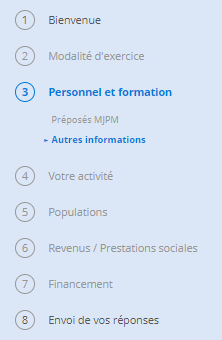 1 Bienvenue
2 Modalité d'exercice
3 Personnel et formation
Préposés MJPM
Autres informations
4 Votre activité
5 Populations
6 Revenus / Prestations sociales
7 Financement
8 Envoi de vos réponses